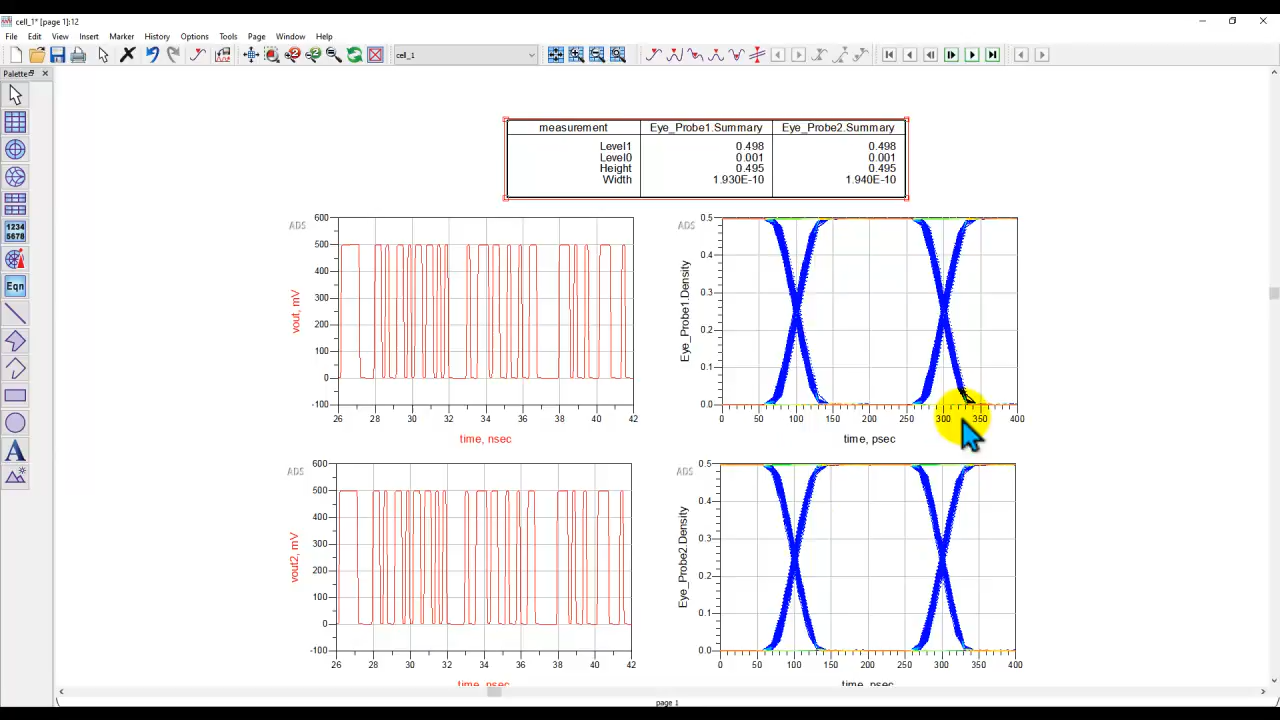 cell_1* [page 1]:12
File Edit View Insert Marker History Options Tools Page Window Help
cell_1
Palette
measurement Eye_Probe1.Summary Eye_Probe2.Summary
Level1 0.498 0.498
Level0 0.001 0.001
Height 0.495 0.495
Width 1.930E-10 1.940E-10
1234
5678
Eqn
A
ADS
600
500
400
300
200
100
0
-100
vout, mV
26 28 30 32 34 36 38 40 42
time, nsec
ADS
0.5
0.4
0.3
0.2
0.1
0.0
Eye_Probe1.Density
0 50 100 150 200 250 300 350 400
time, psec
ADS
600
500
400
300
200
100
0
-100
vout2, mV
26 28 30 32 34 36 38 40 42
time, nsec
ADS
0.5
0.4
0.3
0.2
0.1
0.0
Eye_Probe2.Density
0 50 100 150 200 250 300 350 400
time, psec
page 1